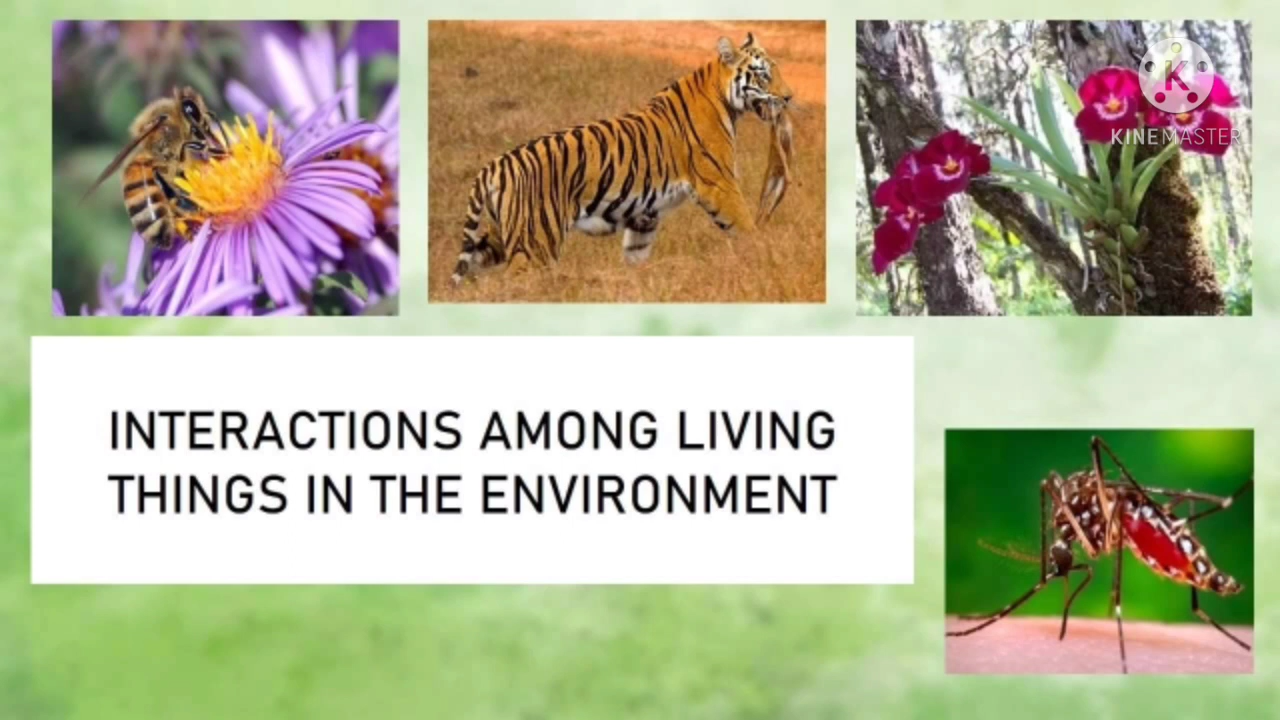 K
KINEMASTER
INTERACTIONS AMONG LIVING
THINGS IN THE ENVIRONMENT